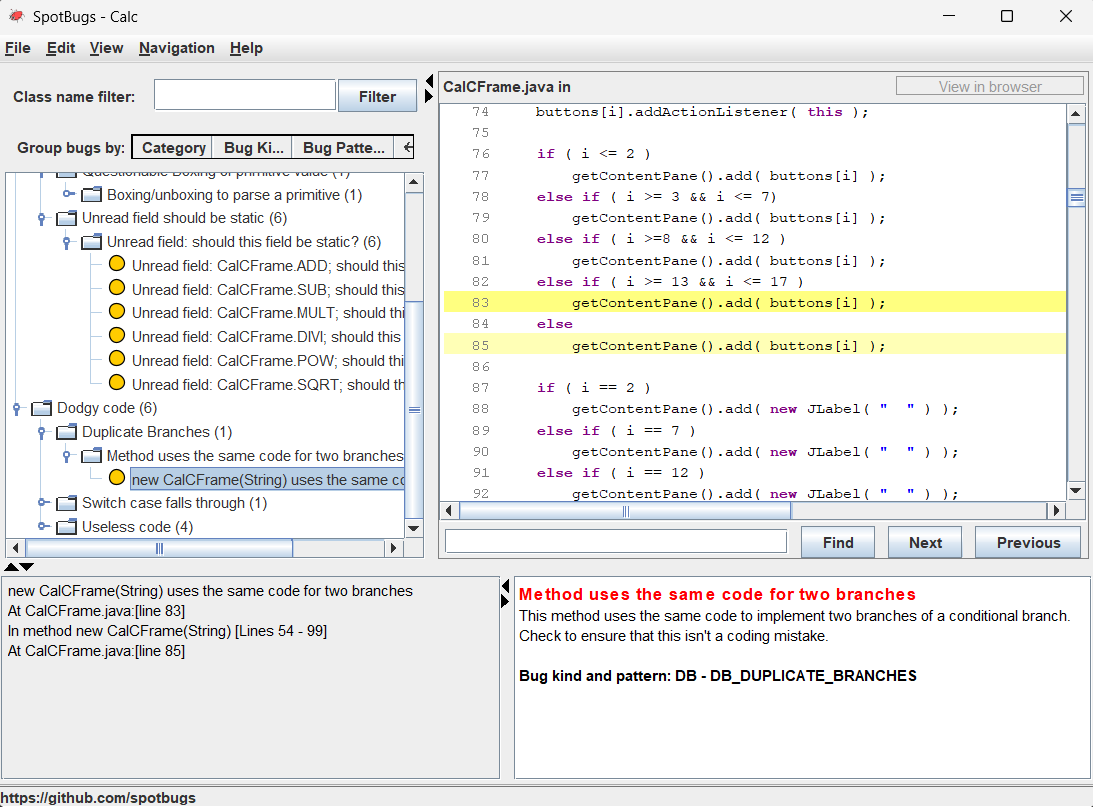 SpotBugs - Calc
File Edit View Navigation Help
Class name filter:
Filter
Group bugs by: Category Bug Ki... Bug Patte...
Questionable Boxing of primitive value (1)
Boxing/unboxing to parse a primitive (1)
Unread field should be static (6)
Unread field: should this field be static? (6)
Unread field: CalCFrame.ADD; should this
Unread field: CalCFrame.SUB; should this
Unread field: CalCFrame.MULT; should th
Unread field: CalCFrame.DIVI; should this
Unread field: CalCFrame.POW; should thi
Unread field: CalCFrame.SQRT; should th
Dodgy code (6)
Duplicate Branches (1)
Method uses the same code for two branches
new CalCFrame(String) uses the same co
Switch case falls through (1)
Useless code (4)
CalCFrame.java in
View in browser
74 buttons[i].addActionListener( this );
75
76 if ( i <= 2 )
77 getContentPane().add( buttons[i] );
78 else if ( i >= 3 && i <= 7)
79 getContentPane().add( buttons[i] );
80 else if ( i >=8 && i <= 12 )
81 getContentPane().add( buttons[i] );
82 else if ( i >= 13 && i <= 17 )
83 getContentPane().add( buttons[i] );
84 else
85 getContentPane().add( buttons[i] );
86
87 if ( i == 2 )
88 getContentPane().add( new JLabel( "  " ) );
89 else if ( i == 7 )
90 getContentPane().add( new JLabel( "  " ) );
91 else if ( i == 12 )
92 getContentPane().add( new JLabel( "  " ) );
Find Next Previous
new CalCFrame(String) uses the same code for two branches
At CalCFrame.java:[line 83]
In method new CalCFrame(String) [Lines 54 - 99]
At CalCFrame.java:[line 85]
Method uses the same code for two branches
This method uses the same code to implement two branches of a conditional branch.
Check to ensure that this isn't a coding mistake.
Bug kind and pattern: DB - DB_DUPLICATE_BRANCHES
https://github.com/spotbugs